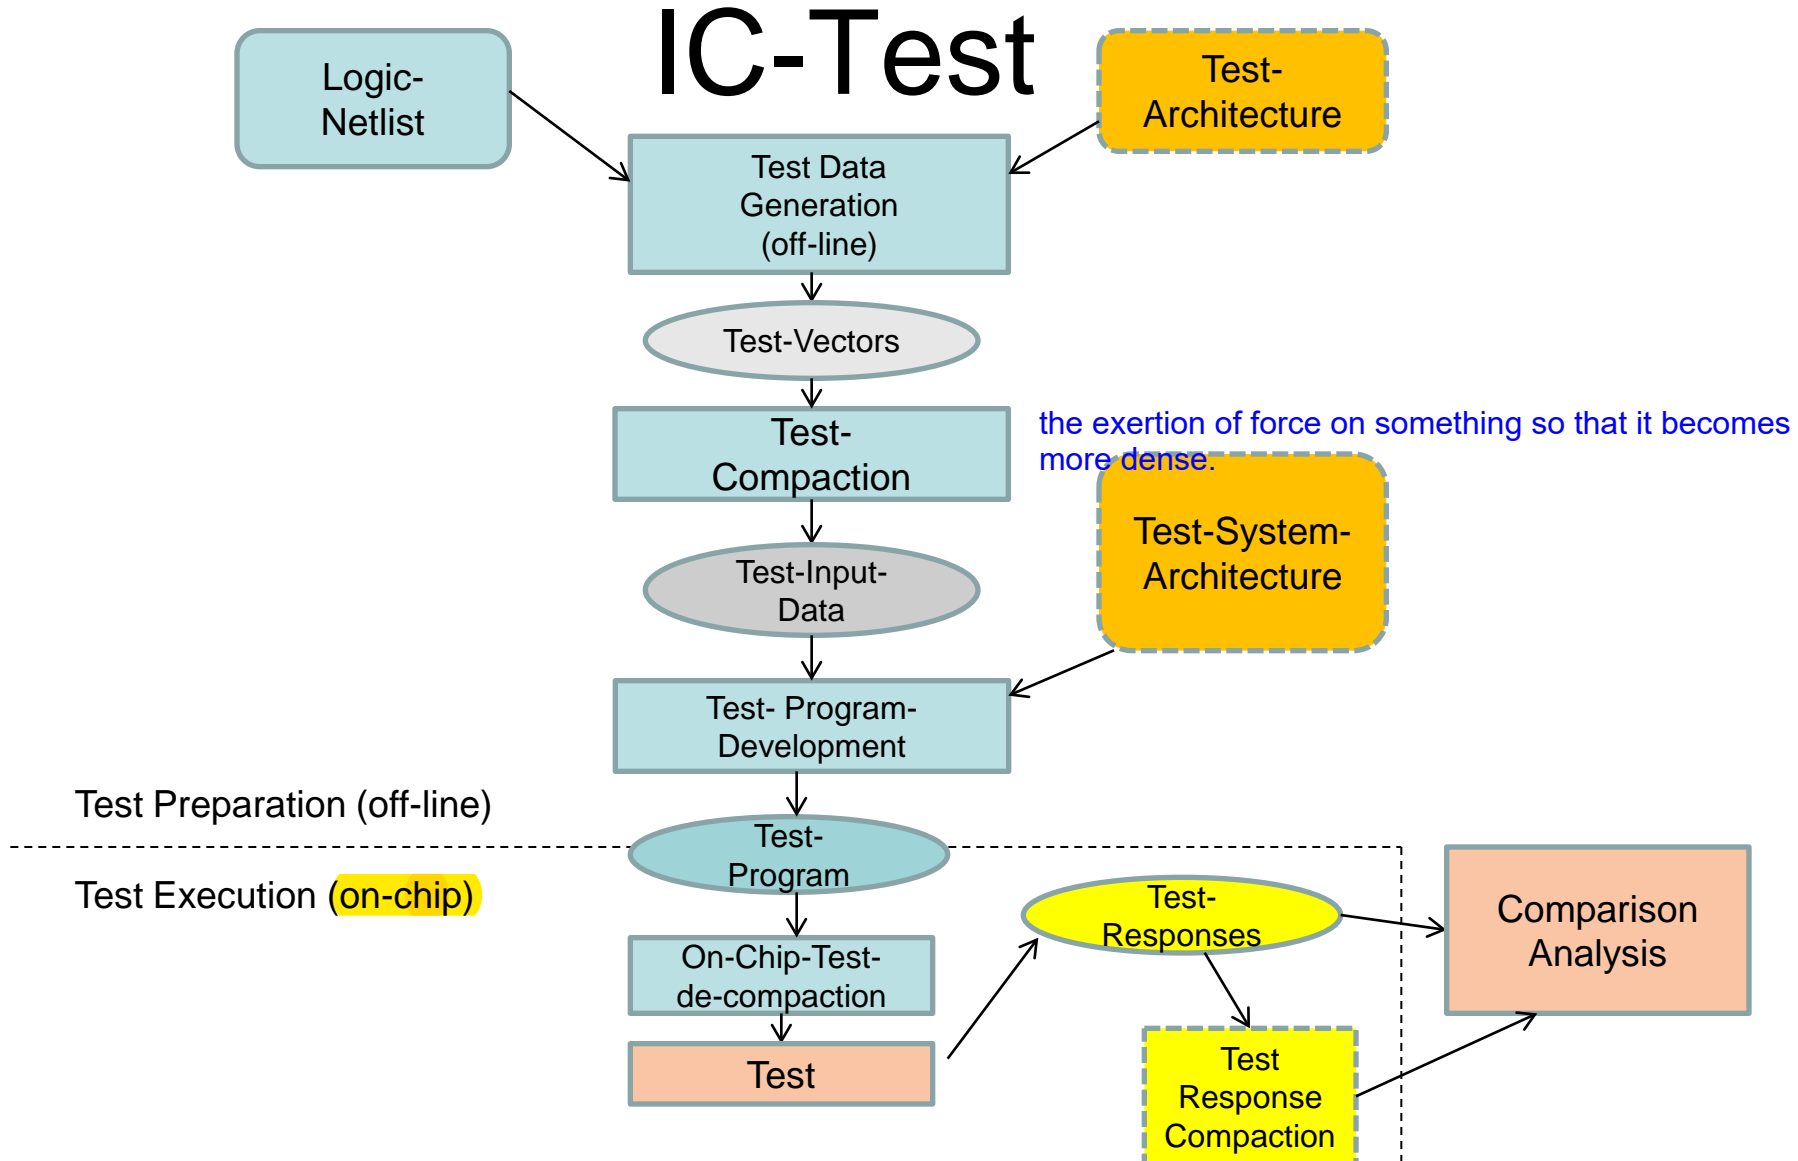 IC-Test
Logic-
Netlist
Test-
Architecture
Test Data
Generation
(off-line)
Test-Vectors
Test-
Compaction
the exertion of force on something so that it becomes
more dense.
Test-System-
Architecture
Test-Input-
Data
Test- Program-
Development
Test Preparation (off-line)
Test-
Program
Test Execution (on-chip)
Test-
Responses
Comparison
Analysis
On-Chip-Test-
de-compaction
Test
Test
Response
Compaction